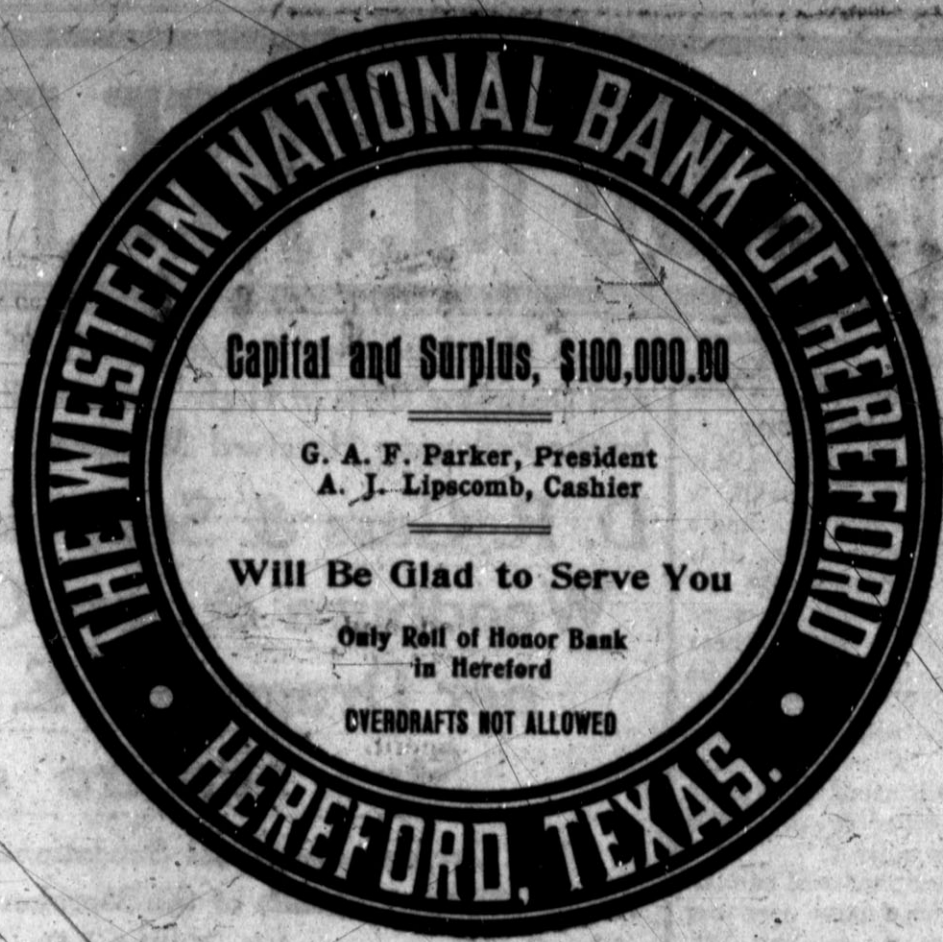 THE WESTERN NATIONAL BANK OF HEREFORD
Capital and Surplus, $100,000.00
G. A. F. Parker, President
A. J. Lipscomb, Cashier
Will Be Glad to Serve You
Only Roll of Honor Bank
in Hereford
OVERDRAFTS NOT ALLOWED
HEREFORD, TEXAS.